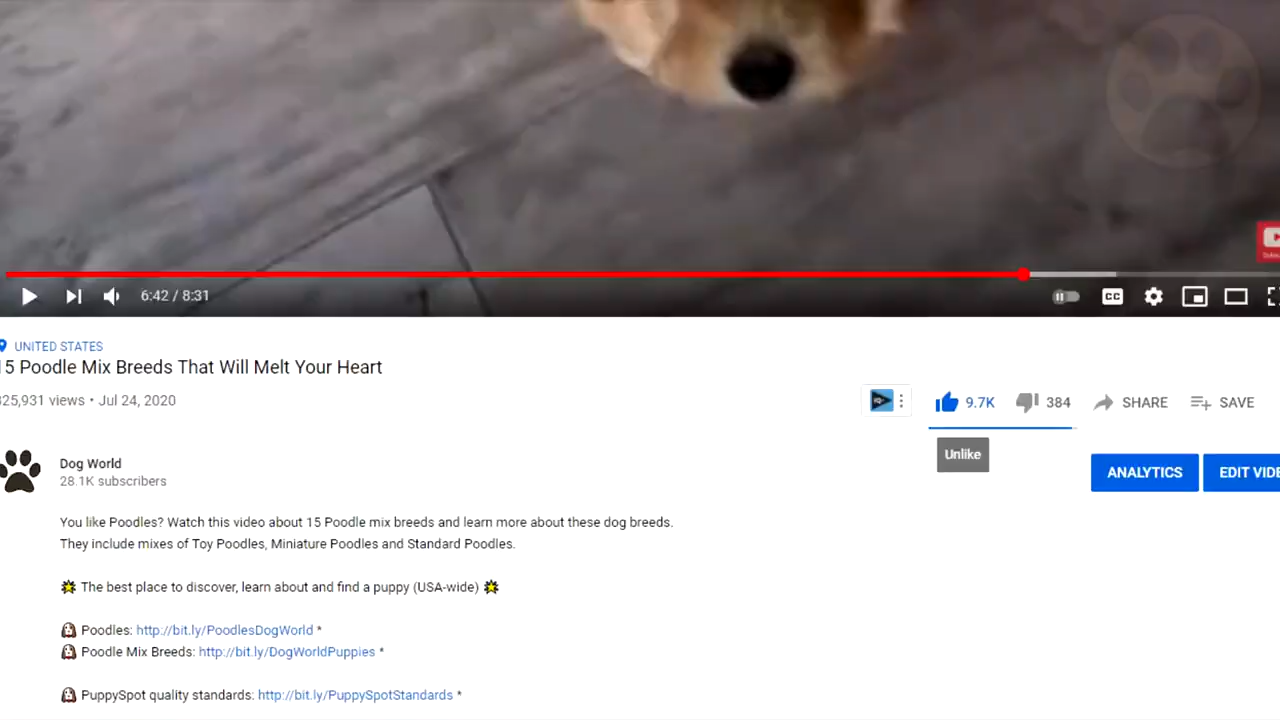 6:42 / 8:31
CC
UNITED STATES
15 Poodle Mix Breeds That Will Melt Your Heart
25,931 views • Jul 24, 2020
9.7K
384
SHARE
SAVE
Unlike
Dog World
28.1K subscribers
ANALYTICS
EDIT VIDE
You like Poodles? Watch this video about 15 Poodle mix breeds and learn more about these dog breeds.
They include mixes of Toy Poodles, Miniature Poodles and Standard Poodles.
🌟 The best place to discover, learn about and find a puppy (USA-wide) 🌟
🐶 Poodles: http://bit.ly/PoodlesDogWorld *
🐶 Poodle Mix Breeds: http://bit.ly/DogWorldPuppies *
🐶 PuppySpot quality standards: http://bit.ly/PuppySpotStandards *